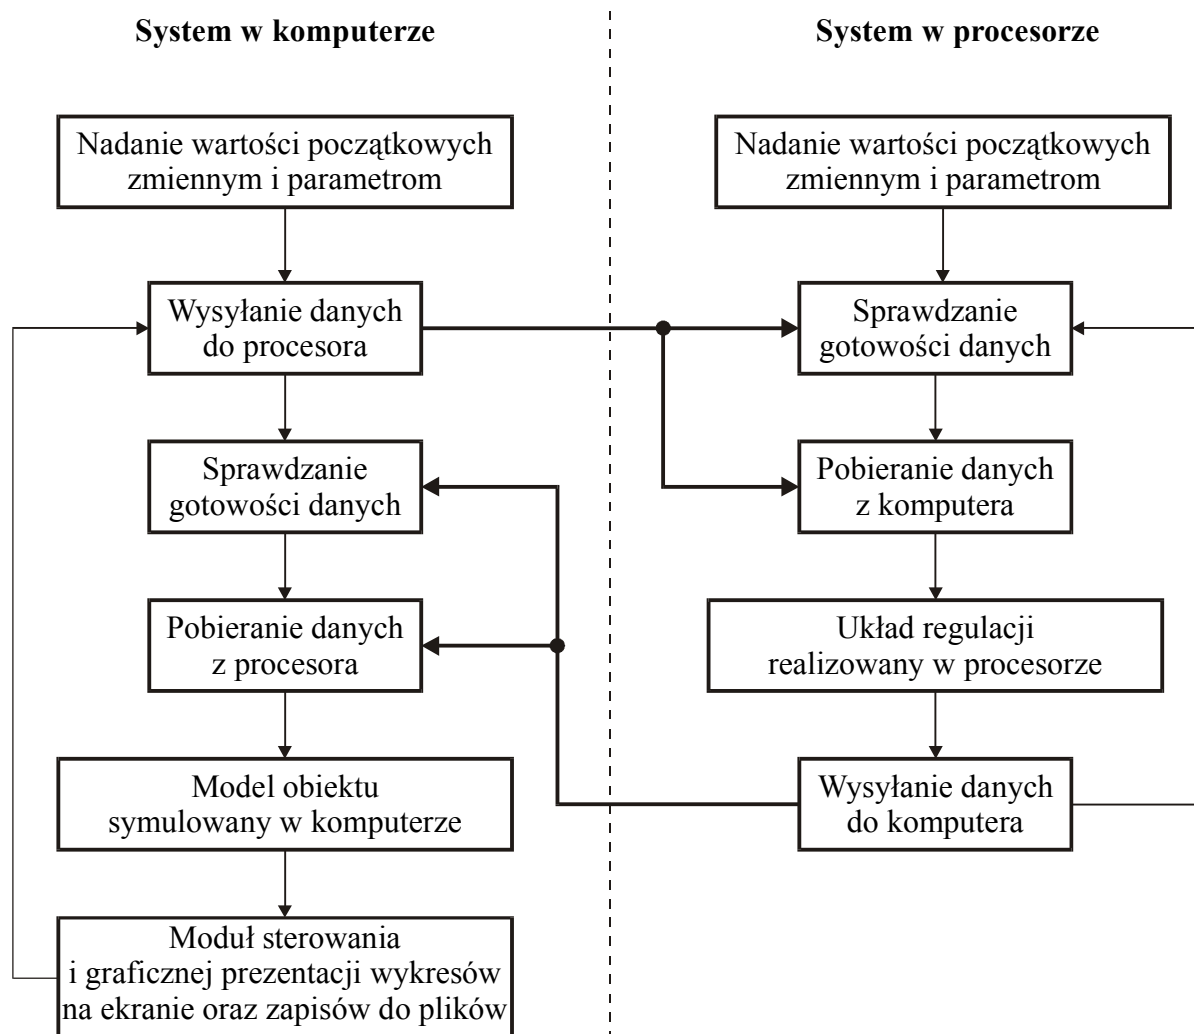 System w komputerze
Nadanie wartości początkowych
zmiennym i parametrom
Wysyłanie danych
do procesora
Sprawdzanie
gotowości danych
Pobieranie danych
z procesora
Model obiektu
symulowany w komputerze
Moduł sterowania
i graficznej prezentacji wykresów
na ekranie oraz zapisów do plików
System w procesorze
Nadanie wartości początkowych
zmiennym i parametrom
Sprawdzanie
gotowości danych
Pobieranie danych
z komputera
Układ regulacji
realizowany w procesorze
Wysyłanie danych
do komputera